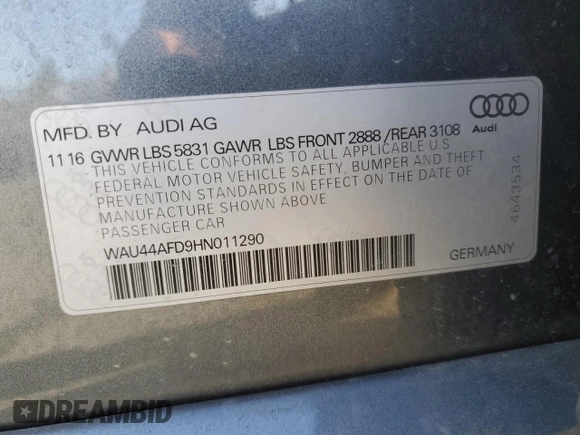 MFD. BY AUDI AG
11 16 GVWR LBS 5831 GAWR LBS FRONT 2888 /REAR 3108
THIS VEHICLE CONFORMS TO ALL APPLICABLE U.S
FEDERAL MOTOR VEHICLE SAFETY, BUMPER AND THEFT
PREVENTION STANDARDS IN EFFECT ON THE DATE OF
MANUFACTURE SHOWN ABOVE
PASSENGER CAR
WAU44AFD9HN011290
Audi
4643534
GERMANY
DREAMBID